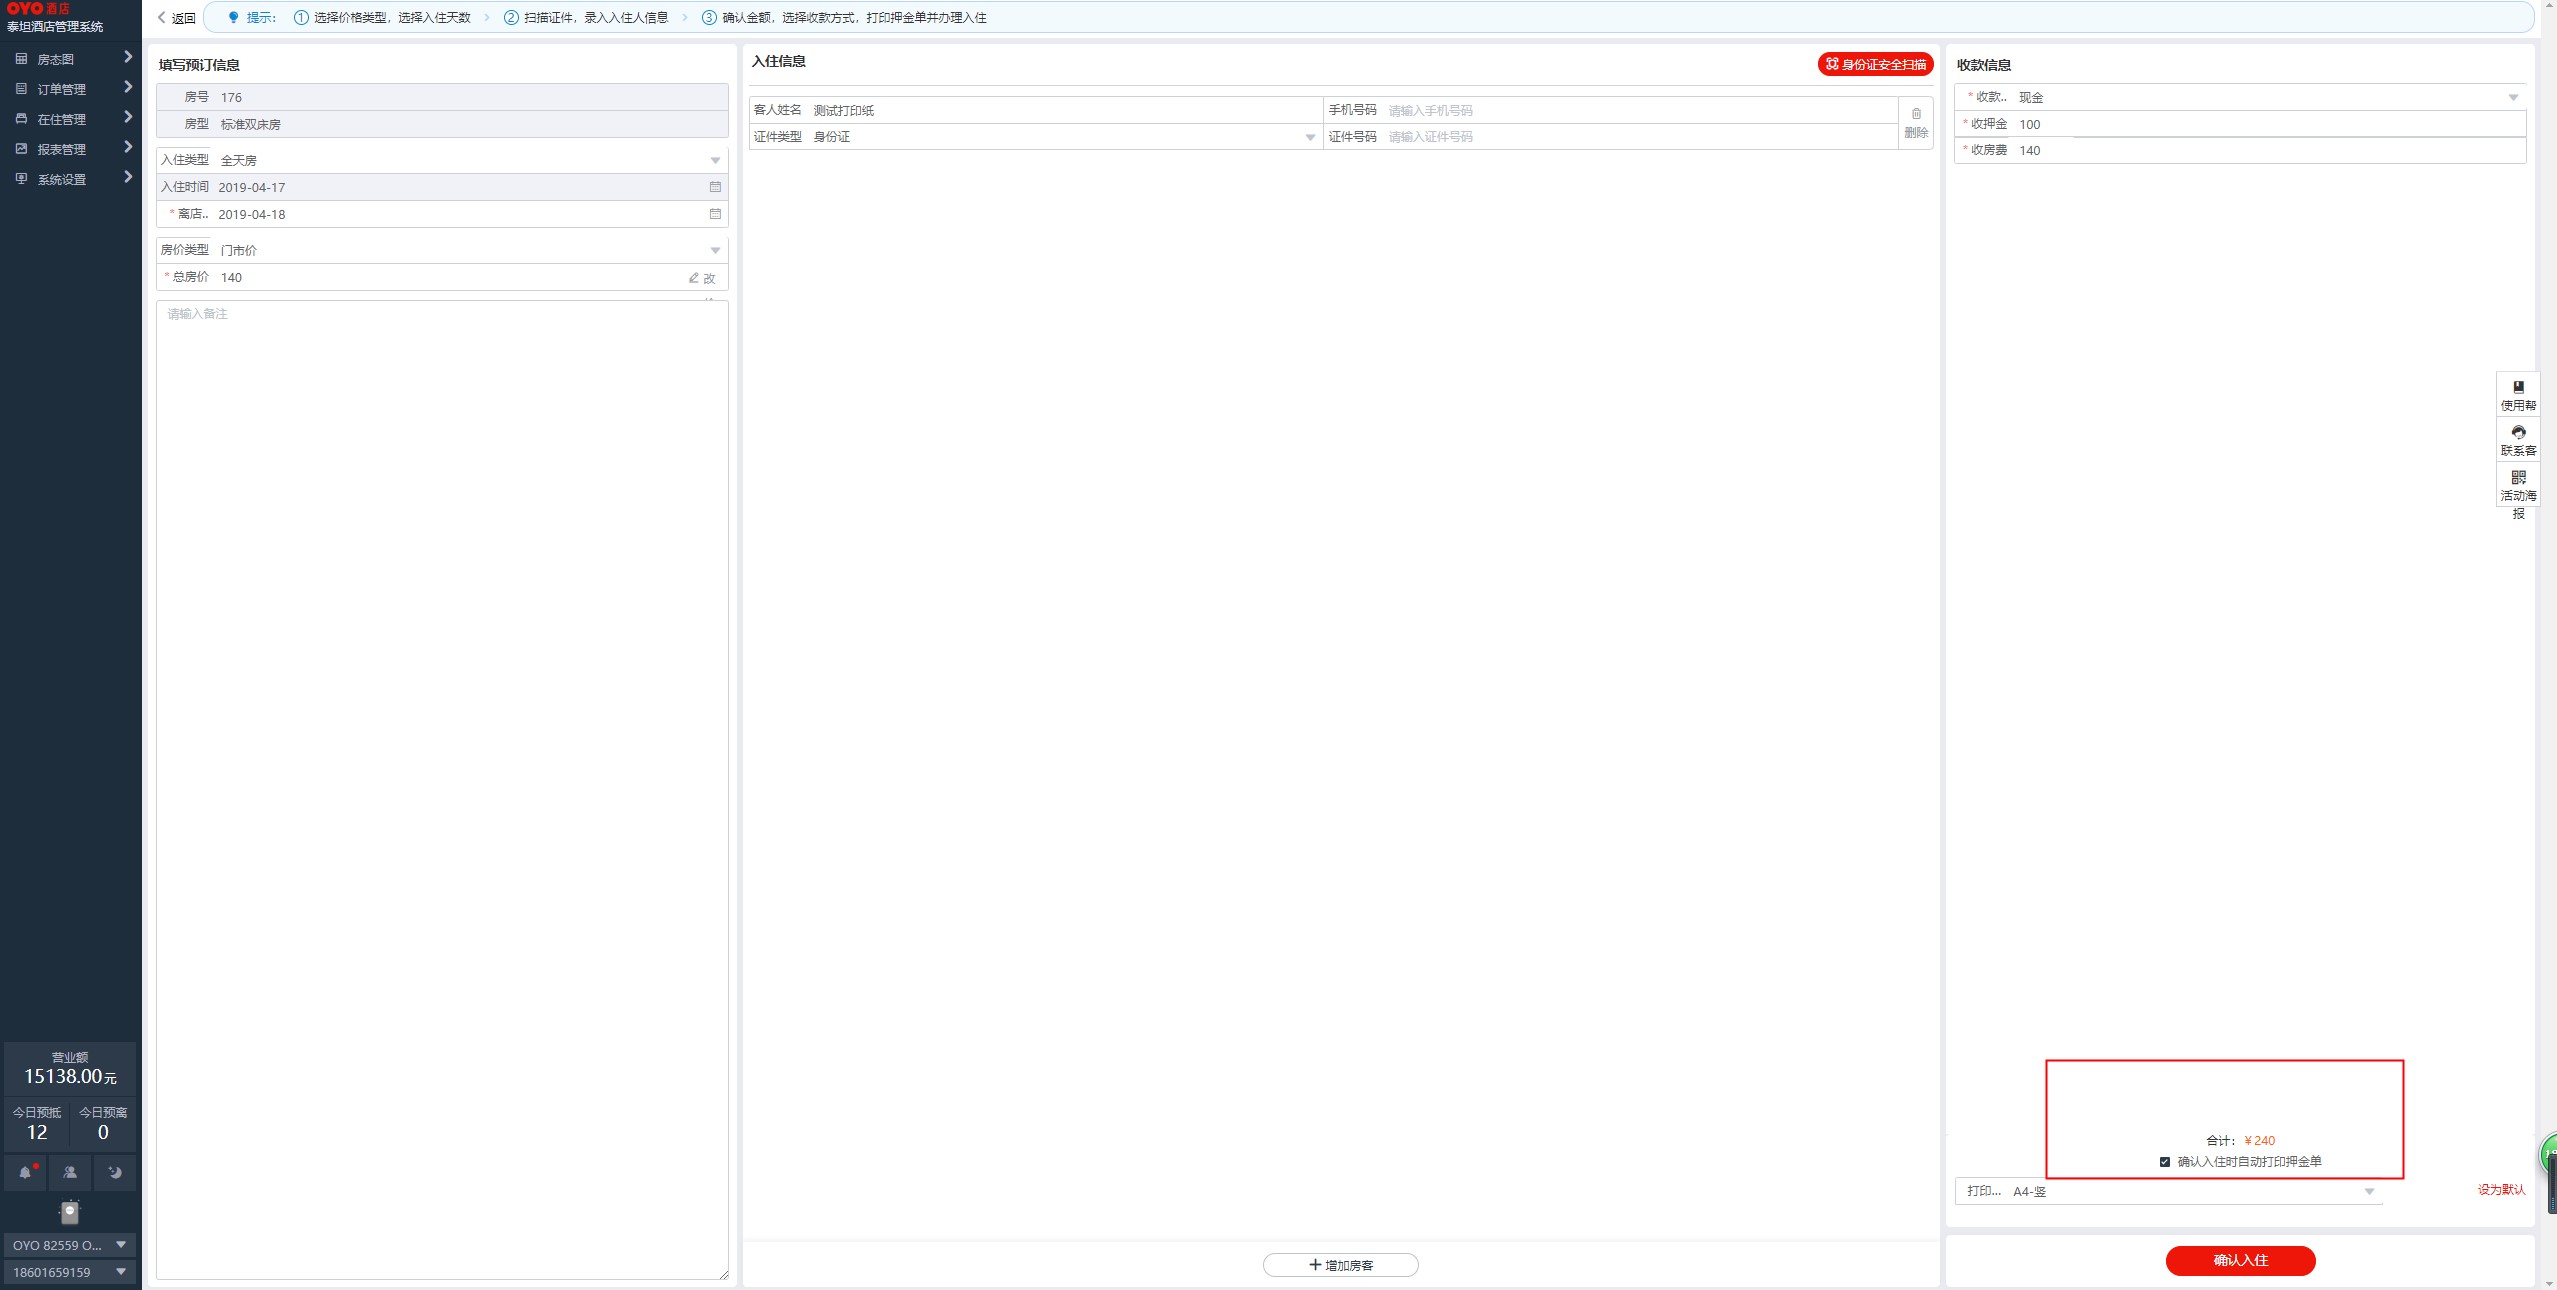 OYO 酒店
泰坦酒店管理系统
房态图
订单管理
在住管理
报表管理
系统设置
营业额
15138.00元
今日预抵 今日预离
12 0
OYO 82559 O...
18601659159
返回 提示： ① 选择价格类型，选择入住天数 ② 扫描证件，录入入住人信息 ③ 确认金额，选择收款方式，打印押金单并办理入住
填写预订信息
房号 176
房型 标准双床房
入住类型 全天房
入住时间 2019-04-17
* 离店.. 2019-04-18
房价类型 门市价
* 总房价 140 改
请输入备注
入住信息 身份证安全扫描
客人姓名 测试打印纸 手机号码 请输入手机号码
证件类型 身份证 证件号码 请输入证件号码
删除
+ 增加房客
收款信息
* 收款.. 现金
* 收押金 100
* 收房费 140
使用帮
联系客
活动海
报
合计： ¥ 240
确认入住时自动打印押金单
打印... A4-竖 设为默认
确认入住